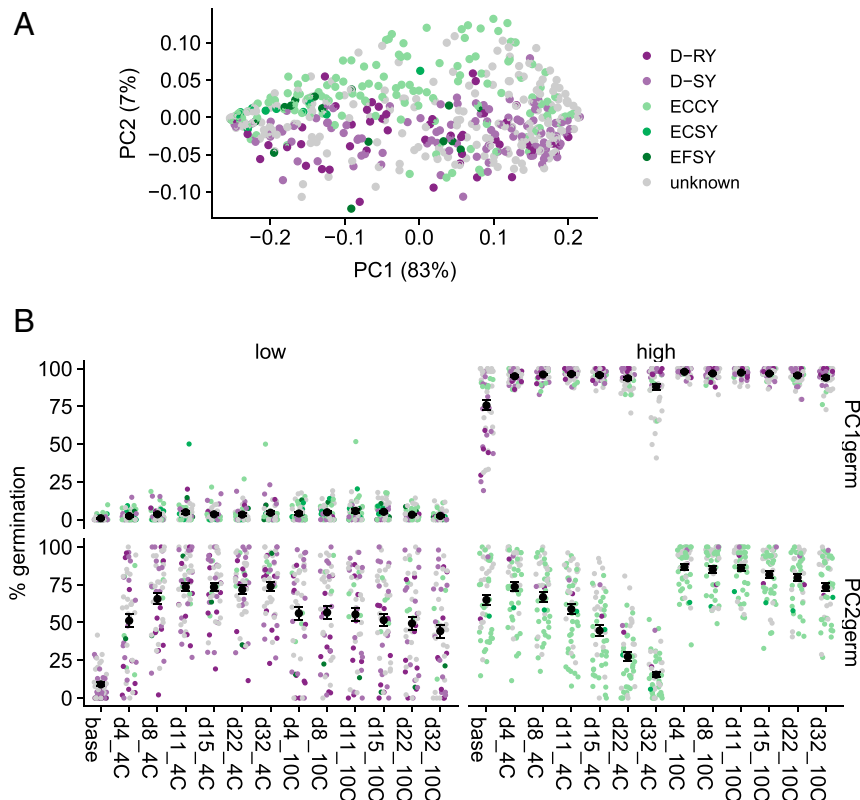 A
0.10
0.05
0.00
−0.05
−0.10
PC2 (7%)
−0.2
−0.1
0.0
0.1
0.2
PC1 (83%)
D−RY
D−SY
ECCY
ECSY
EFSY
unknown
B
low
high
100
75
50
25
0
100
75
50
25
0
% germination
PC1germ
PC2germ
base
d4_4C
d8_4C
d11_4C
d15_4C
d22_4C
d32_4C
d4_10C
d8_10C
d11_10C
d15_10C
d22_10C
d32_10C
base
d4_4C
d8_4C
d11_4C
d15_4C
d22_4C
d32_4C
d4_10C
d8_10C
d11_10C
d15_10C
d22_10C
d32_10C